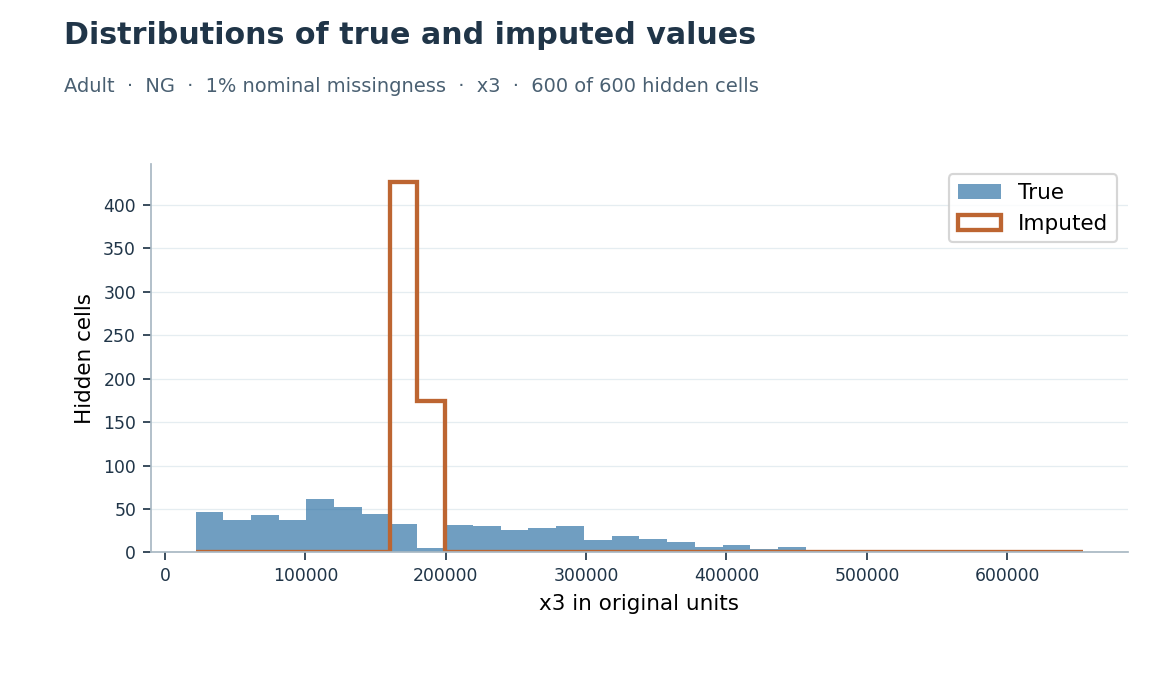 Distributions of true and imputed values
Adult · NG · 1% nominal missingness · x3 · 600 of 600 hidden cells
True
Imputed
Hidden cells
400
350
300
250
200
150
100
50
0
0 100000 200000 300000 400000 500000 600000
x3 in original units